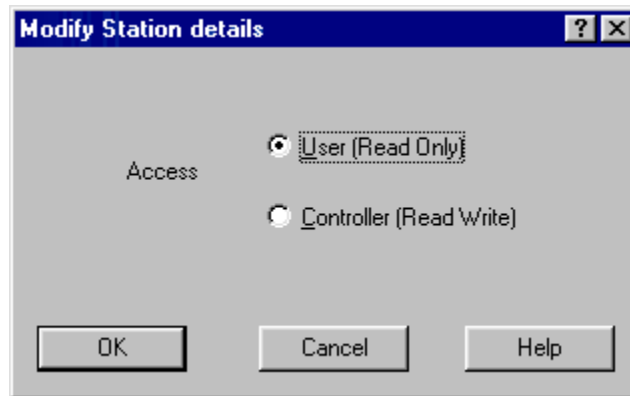 Modify Station details
? X
User (Read Only)
Access
Controller (Read Write)
OK Cancel Help